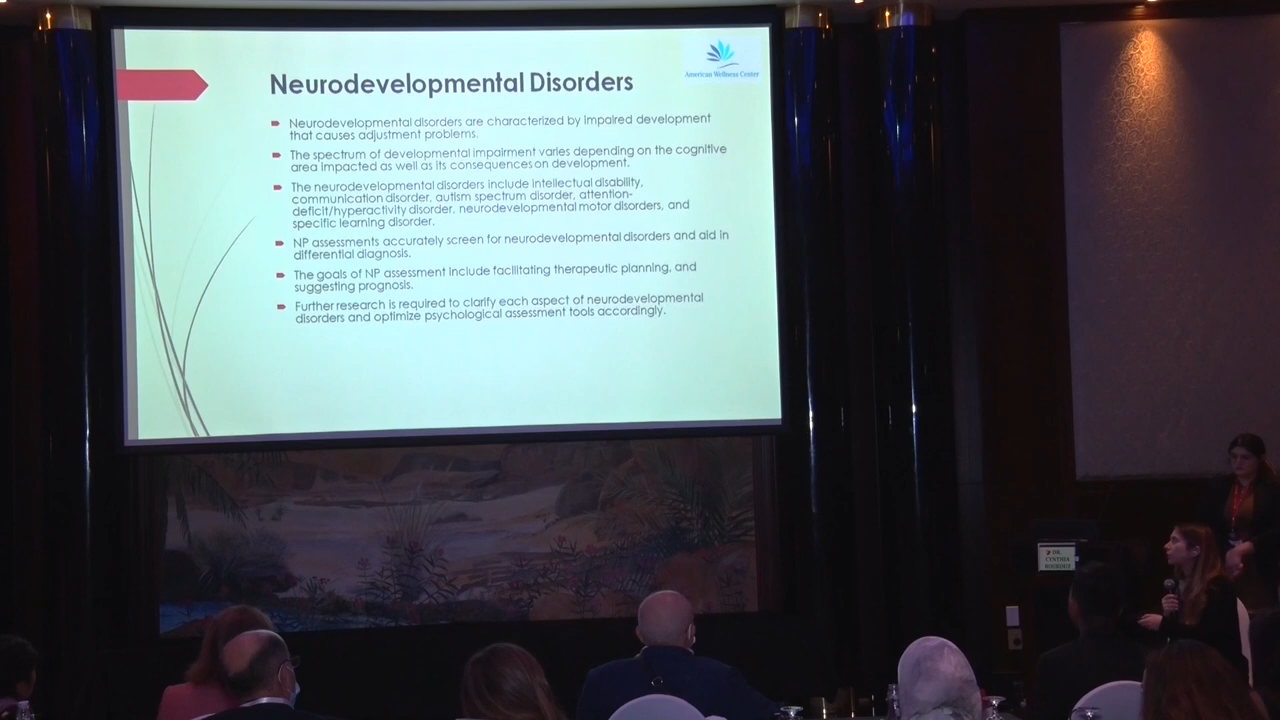 American Wellness Center
Neurodevelopmental Disorders
Neurodevelopmental disorders are characterized by impaired development
that causes adjustment problems.
The spectrum of developmental impairment varies depending on the cognitive
area impacted as well as its consequences on development.
The neurodevelopmental disorders include intellectual disability,
communication disorder, autism spectrum disorder, attention-
deficit/hyperactivity disorder, neurodevelopmental motor disorders, and
specific learning disorder.
NP assessments accurately screen for neurodevelopmental disorders and aid in
differential diagnosis.
The goals of NP assessment include facilitating therapeutic planning, and
suggesting prognosis.
Further research is required to clarify each aspect of neurodevelopmental
disorders and optimize psychological assessment tools accordingly.
DR.
CYNTHIA